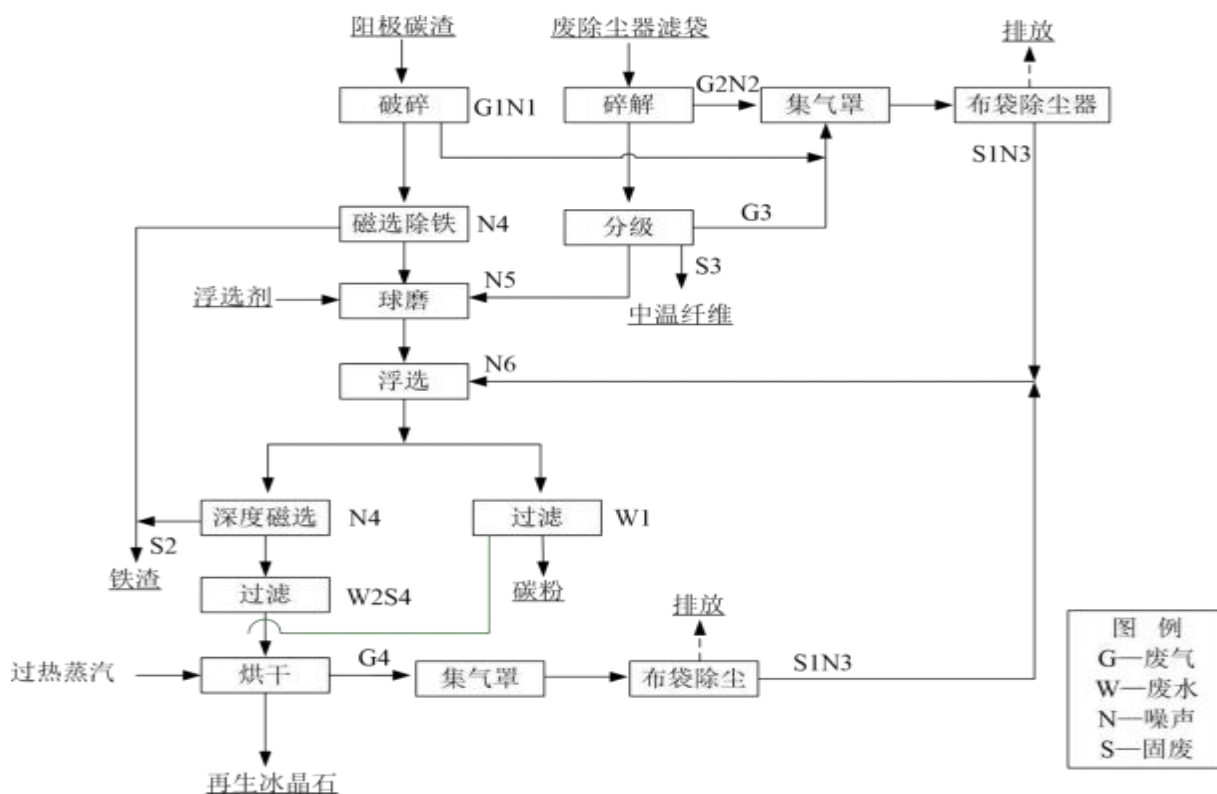 阳极碳渣
废除尘器滤袋
排放
破碎
G1N1
碎解
G2N2
集气罩
布袋除尘器
S1N3
磁选除铁
N4
分级
G3
S3
浮选剂
球磨
N5
中温纤维
浮选
N6
深度磁选
N4
过滤
W1
S2
铁渣
过滤
W2S4
碳粉
排放
过热蒸汽
烘干
G4
集气罩
布袋除尘
S1N3
再生冰晶石
图 例
G—废气
W—废水
N—噪声
S—固废